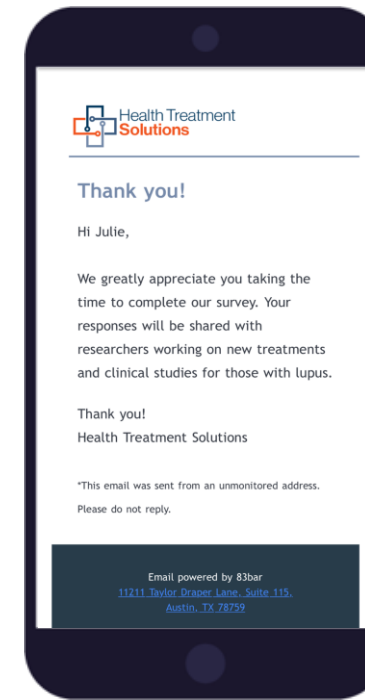 Health Treatment
Solutions
Thank you!
Hi Julie,
We greatly appreciate you taking the
time to complete our survey. Your
responses will be shared with
researchers working on new treatments
and clinical studies for those with lupus.
Thank you!
Health Treatment Solutions
*This email was sent from an unmonitored address.
Please do not reply.
Email powered by 83bar
11211 Taylor Draper Lane, Suite 115,
Austin, TX 78759